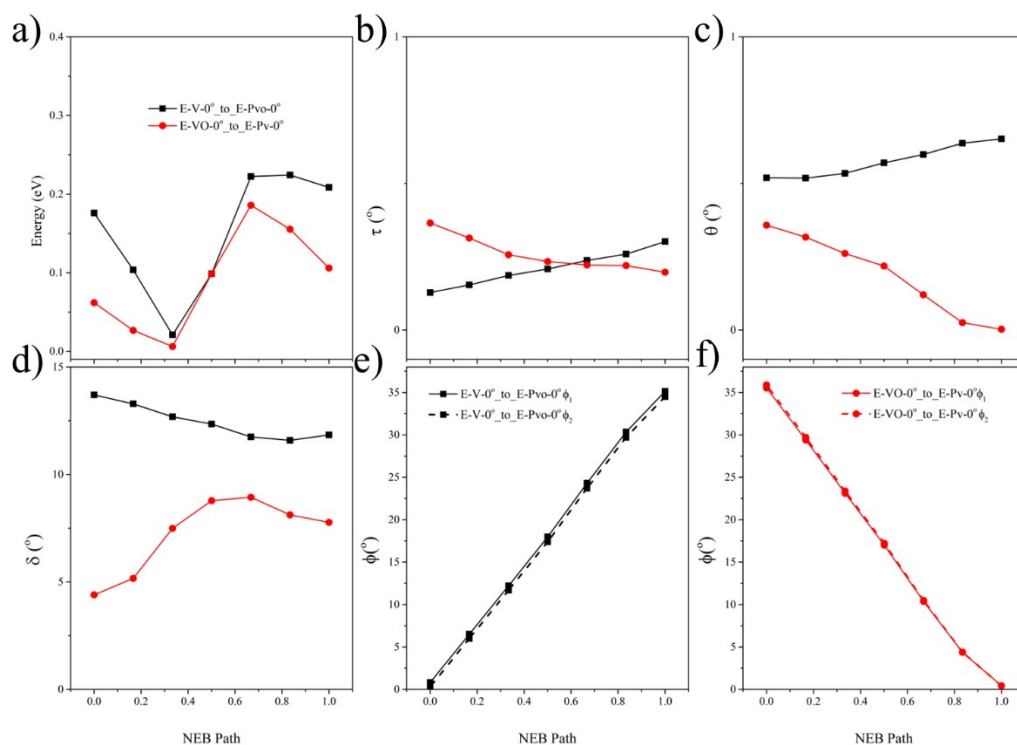 a)
0.4
0.3
0.2
0.1
0.0
Energy (eV)
E-V-0°_to_E-Pvo-0°
E-VO-0°_to_E-Pv-0°
b)
1
0
τ (°)
c)
1
0
θ (°)
d)
15
10
5
0
δ (°)
0.0 0.2 0.4 0.6 0.8 1.0
NEB Path
e)
35
30
25
20
15
10
5
0
ϕ(°)
E-V-0°_to_E-Pvo-0°ϕ₁
E-V-0°_to_E-Pvo-0°ϕ₂
0.0 0.2 0.4 0.6 0.8 1.0
NEB Path
f)
35
30
25
20
15
10
5
0
ϕ(°)
E-VO-0°_to_E-Pv-0°ϕ₁
E-VO-0°_to_E-Pv-0°ϕ₂
0.0 0.2 0.4 0.6 0.8 1.0
NEB Path